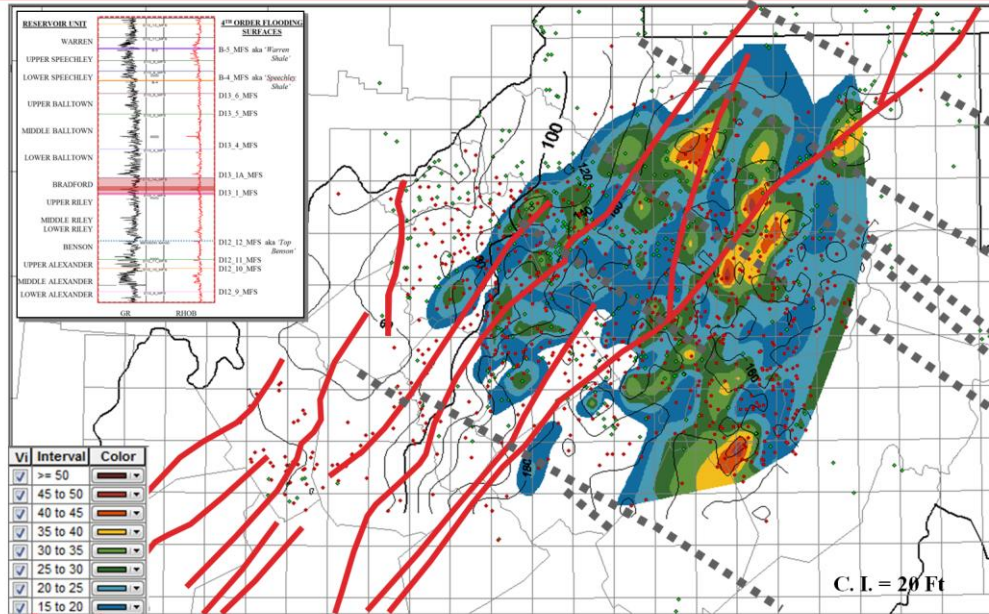 RESERVOIR UNIT
4TH ORDER FLOODING
SURFACES
WARREN
B-5_MFS aka 'Warren
Shale'
UPPER SPEECHLEY
LOWER SPEECHLEY
B-4_MFS aka 'Speechley
Shale'
D13_6_MFS
UPPER BALLTOWN
D13_5_MFS
MIDDLE BALLTOWN
D13_4_MFS
LOWER BALLTOWN
D13_1A_MFS
BRADFORD
D13_1_MFS
UPPER RILEY
MIDDLE RILEY
LOWER RILEY
D12_12_MFS aka 'Top
Benson'
BENSON
D12_11_MFS
UPPER ALEXANDER
D12_10_MFS
MIDDLE ALEXANDER
LOWER ALEXANDER
D12_9_MFS
GR RHOB
100
120
160
80
160
180
0
Vi Interval Color
>= 50
45 to 50
40 to 45
35 to 40
30 to 35
25 to 30
20 to 25
15 to 20
C. I. = 20 Ft